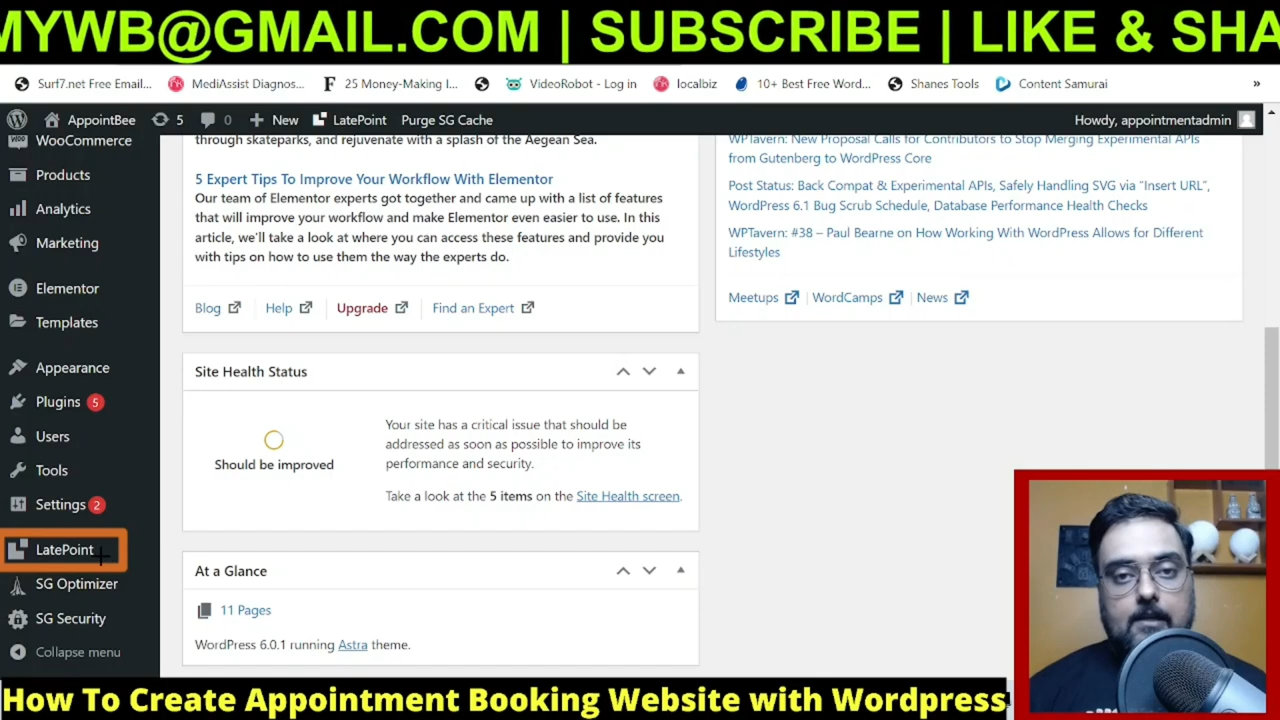 MYWB@GMAIL.COM | SUBSCRIBE | LIKE & SHA
Surf7.net Free Email...
MediAssist Diagnos...
25 Money-Making I...
VideoRobot - Log in
localbiz
10+ Best Free Word...
Shanes Tools
Content Samurai
»
AppointBee
5
0
New
LatePoint
Purge SG Cache
Howdy, appointmentadmin
WooCommerce
Products
Analytics
Marketing
Elementor
Templates
Appearance
Plugins 5
Users
Tools
Settings 2
LatePoint
SG Optimizer
SG Security
Collapse menu
through skateparks, and rejuvenate with a splash of the Aegean Sea.
5 Expert Tips To Improve Your Workflow With Elementor
Our team of Elementor experts got together and came up with a list of features
that will improve your workflow and make Elementor even easier to use. In this
article, we'll take a look at where you can access these features and provide you
with tips on how to use them the way the experts do.
Blog
Help
Upgrade
Find an Expert
Site Health Status
Should be improved
Your site has a critical issue that should be
addressed as soon as possible to improve its
performance and security.
Take a look at the 5 items on the Site Health screen.
At a Glance
11 Pages
WordPress 6.0.1 running Astra theme.
WPTavern: New Proposal Calls for Contributors to Stop Merging Experimental APIs
from Gutenberg to WordPress Core
Post Status: Back Compat & Experimental APIs, Safely Handling SVG via “Insert URL”,
WordPress 6.1 Bug Scrub Schedule, Database Performance Health Checks
WPTavern: #38 – Paul Bearne on How Working With WordPress Allows for Different
Lifestyles
Meetups
WordCamps
News
How To Create Appointment Booking Website with Wordpress